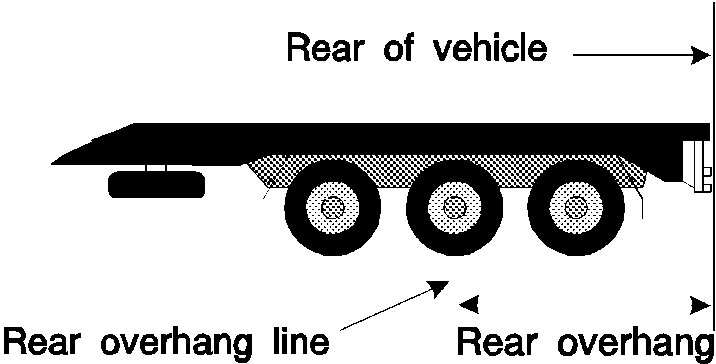 Rear of vehicle
Rear overhang line
Rear overhang